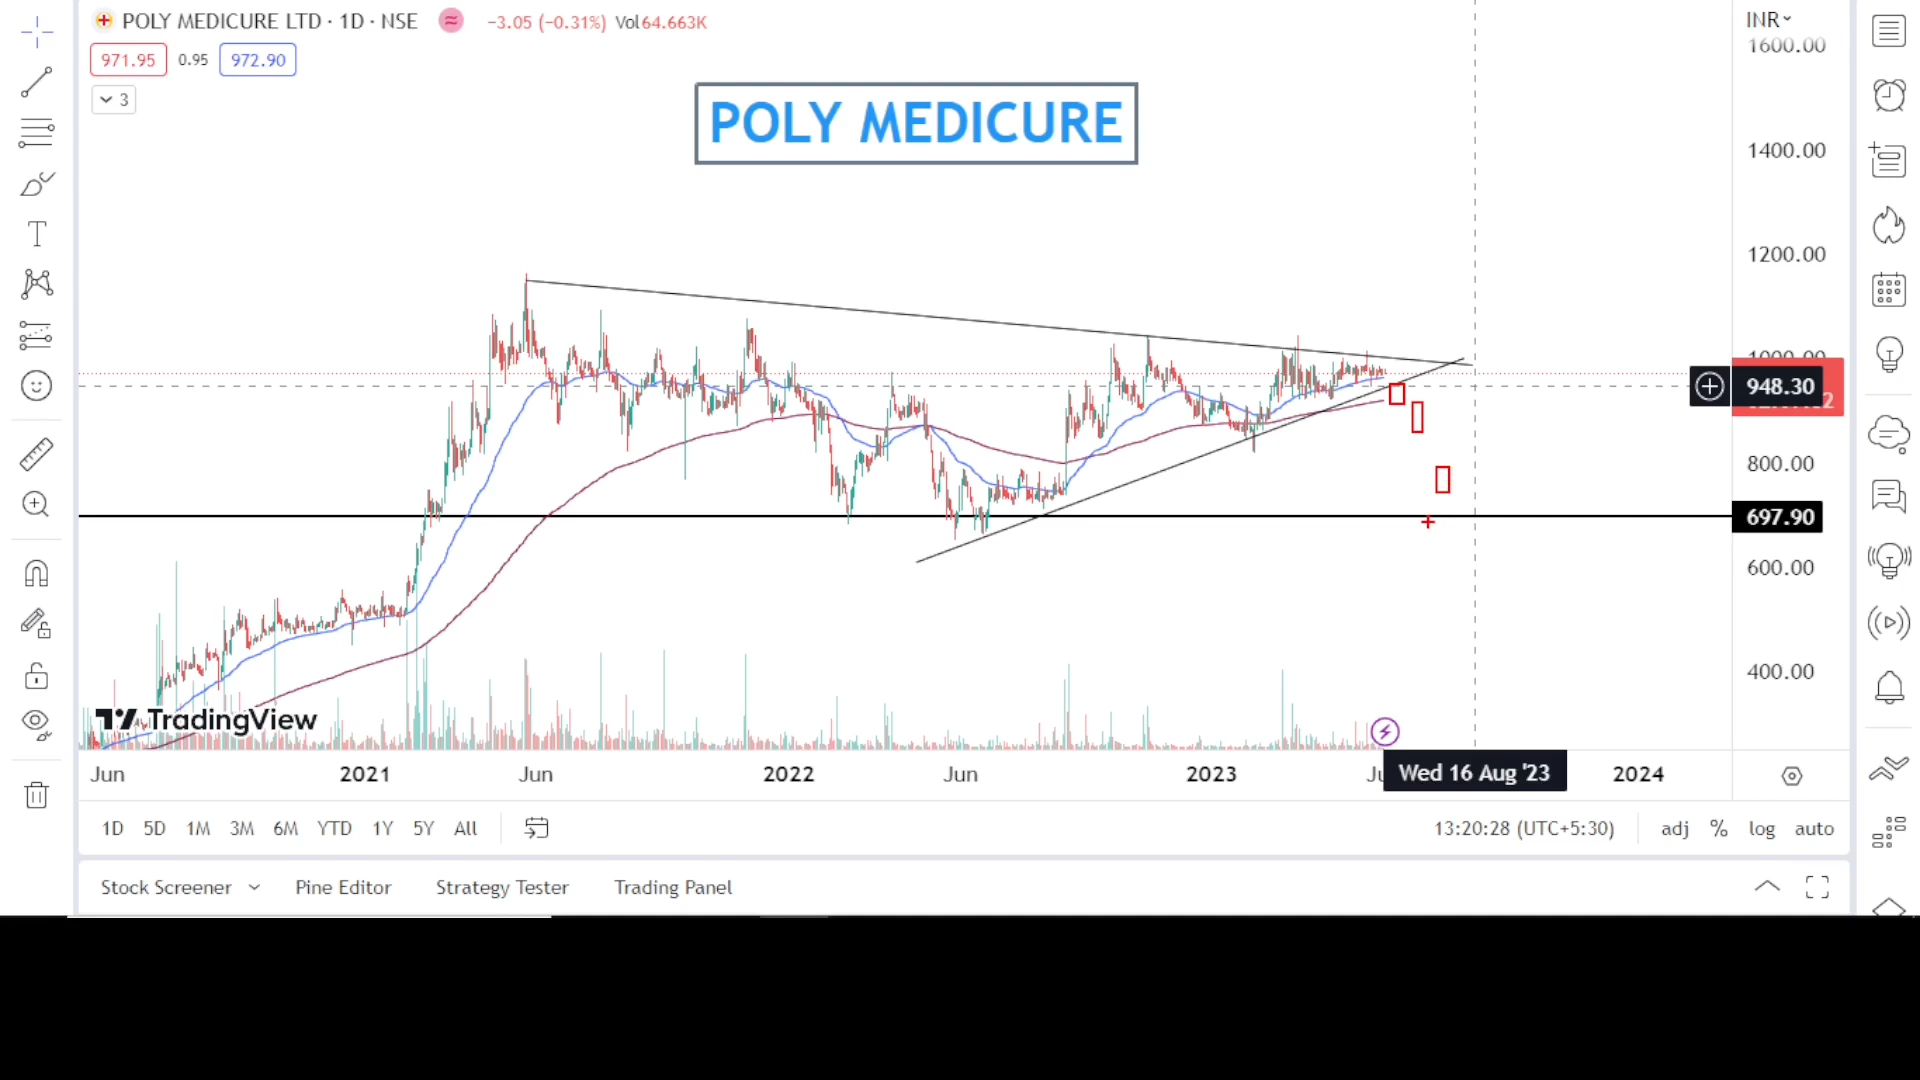 POLY MEDICURE LTD · 1D · NSE −3.05 (−0.31%) Vol64.663K
INR
971.95 0.95 972.90
3
POLY MEDICURE
1600.00
1400.00
1200.00
948.30
800.00
697.90
600.00
400.00
TradingView
Jun 2021 Jun 2022 Jun 2023 Wed 16 Aug '23 2024
1D 5D 1M 3M 6M YTD 1Y 5Y All 13:20:28 (UTC+5:30) adj % log auto
Stock Screener Pine Editor Strategy Tester Trading Panel